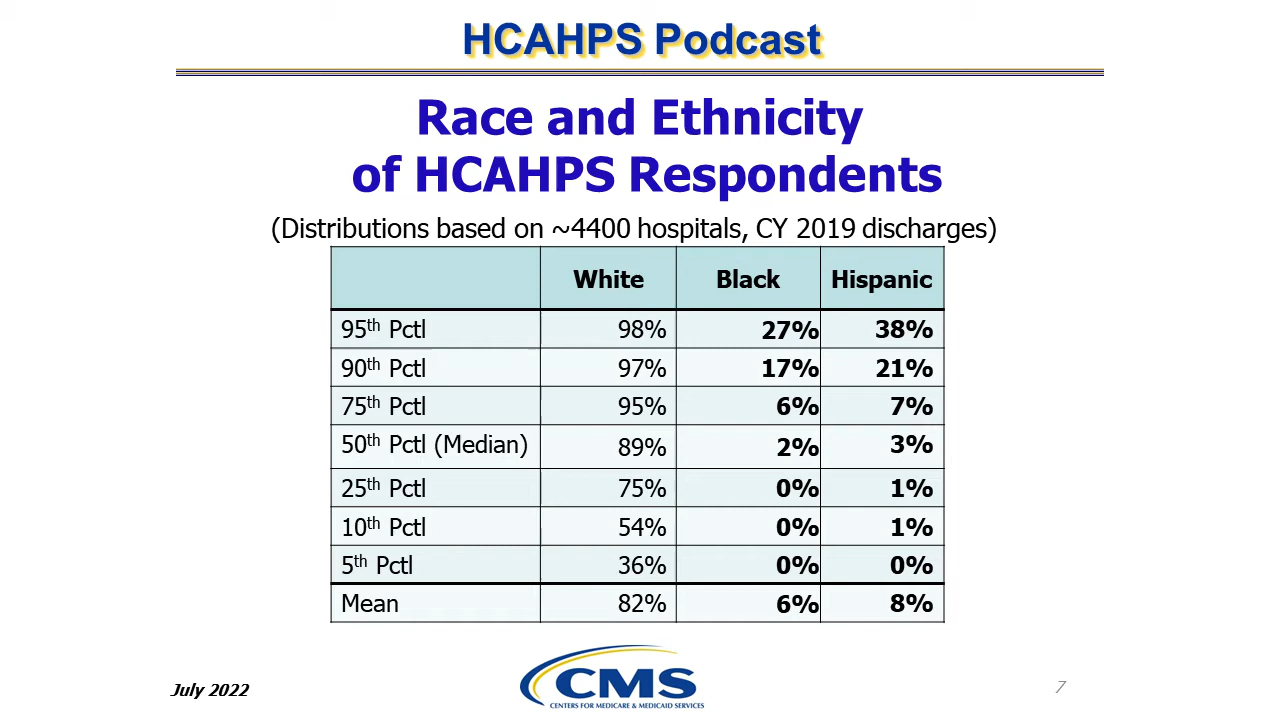 HCAHPS Podcast
Race and Ethnicity
of HCAHPS Respondents
(Distributions based on ~4400 hospitals, CY 2019 discharges)
White Black Hispanic
95th Pctl 98% 27% 38%
90th Pctl 97% 17% 21%
75th Pctl 95% 6% 7%
50th Pctl (Median) 89% 2% 3%
25th Pctl 75% 0% 1%
10th Pctl 54% 0% 1%
5th Pctl 36% 0% 0%
Mean 82% 6% 8%
July 2022
CMS
CENTERS FOR MEDICARE & MEDICAID SERVICES
7